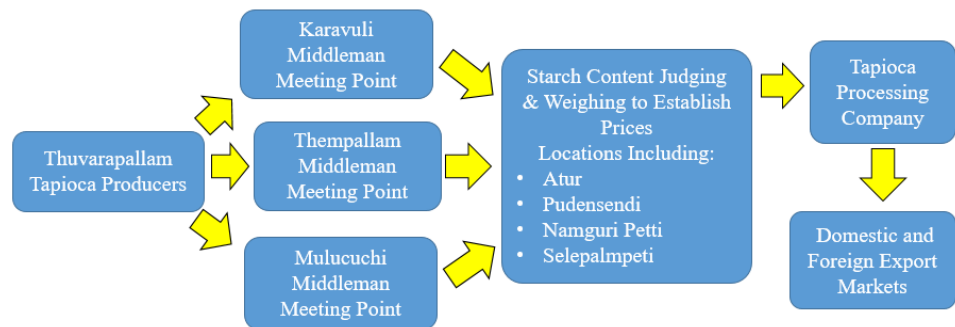 Thuvarapallam
Tapioca Producers
Karavuli
Middleman
Meeting Point
Thempallam
Middleman
Meeting Point
Mulucuchi
Middleman
Meeting Point
Starch Content Judging
& Weighing to Establish
Prices
Locations Including:
• Atur
• Pudensendi
• Namguri Petti
• Selepalmpeti
Tapioca
Processing
Company
Domestic and
Foreign Export
Markets